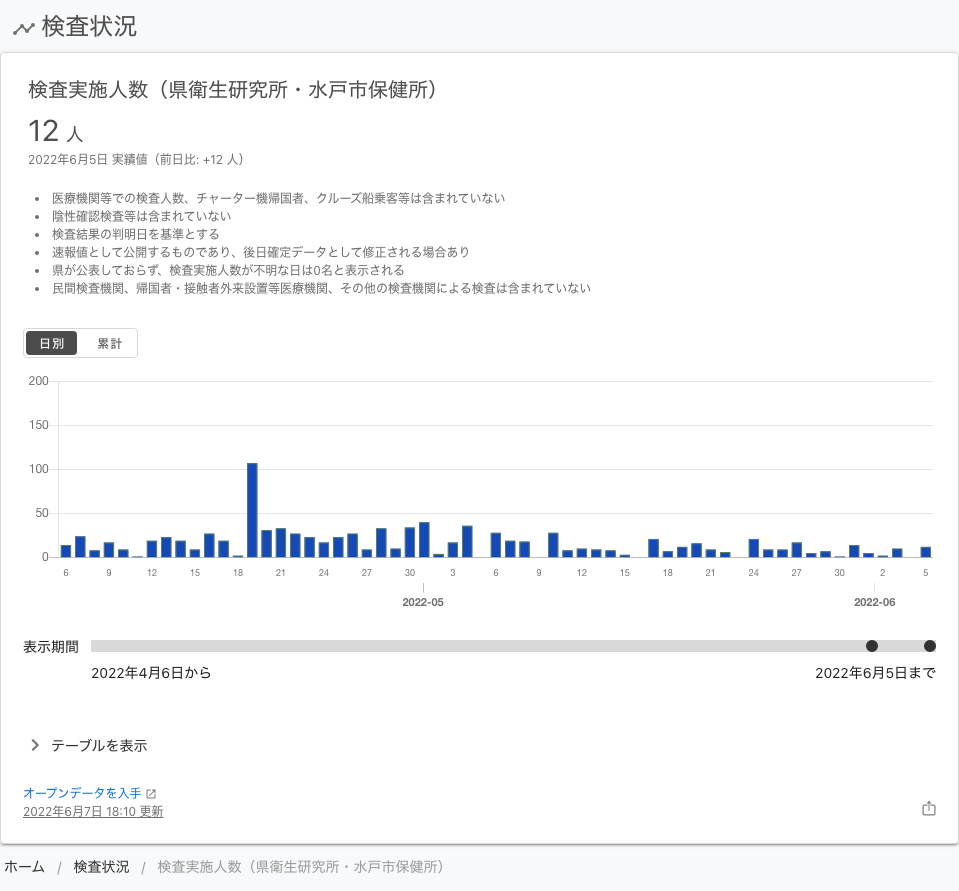 検査状況
検査実施人数（県衛生研究所・水戸市保健所）
12 人
2022年6月5日 実績値（前日比: +12 人）
医療機関等での検査人数、チャーター機帰国者、クルーズ船乗客等は含まれていない
陰性確認検査等は含まれていない
検査結果の判明日を基準とする
速報値として公開するものであり、後日確定データとして修正される場合あり
県が公表しておらず、検査実施人数が不明な日は0名と表示される
民間検査機関、帰国者・接触者外来設置等医療機関、その他の検査機関による検査は含まれていない
日別 累計
200
150
100
50
0
6 9 12 15 18 21 24 27 30 3 6 9 12 15 18 21 24 27 30 2 5
2022-05 2022-06
表示期間
2022年4月6日から 2022年6月5日まで
テーブルを表示
オープンデータを入手
2022年6月7日 18:10 更新
ホーム / 検査状況 / 検査実施人数（県衛生研究所・水戸市保健所）